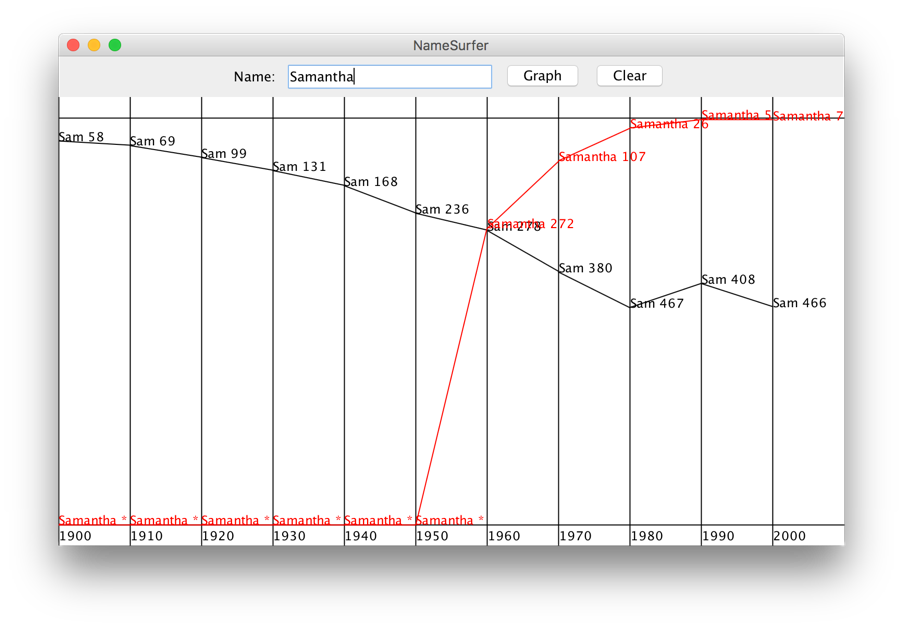 NameSurfer
Name: Samantha Graph Clear
Sam 58
Sam 69
Sam 99
Sam 131
Sam 168
Sam 236
Sam 278
Sam 380
Sam 467
Sam 408
Sam 466
Samantha *
Samantha *
Samantha *
Samantha *
Samantha *
Samantha *
Samantha 272
Samantha 107
Samantha 26
Samantha 5
Samantha 7
1900 1910 1920 1930 1940 1950 1960 1970 1980 1990 2000